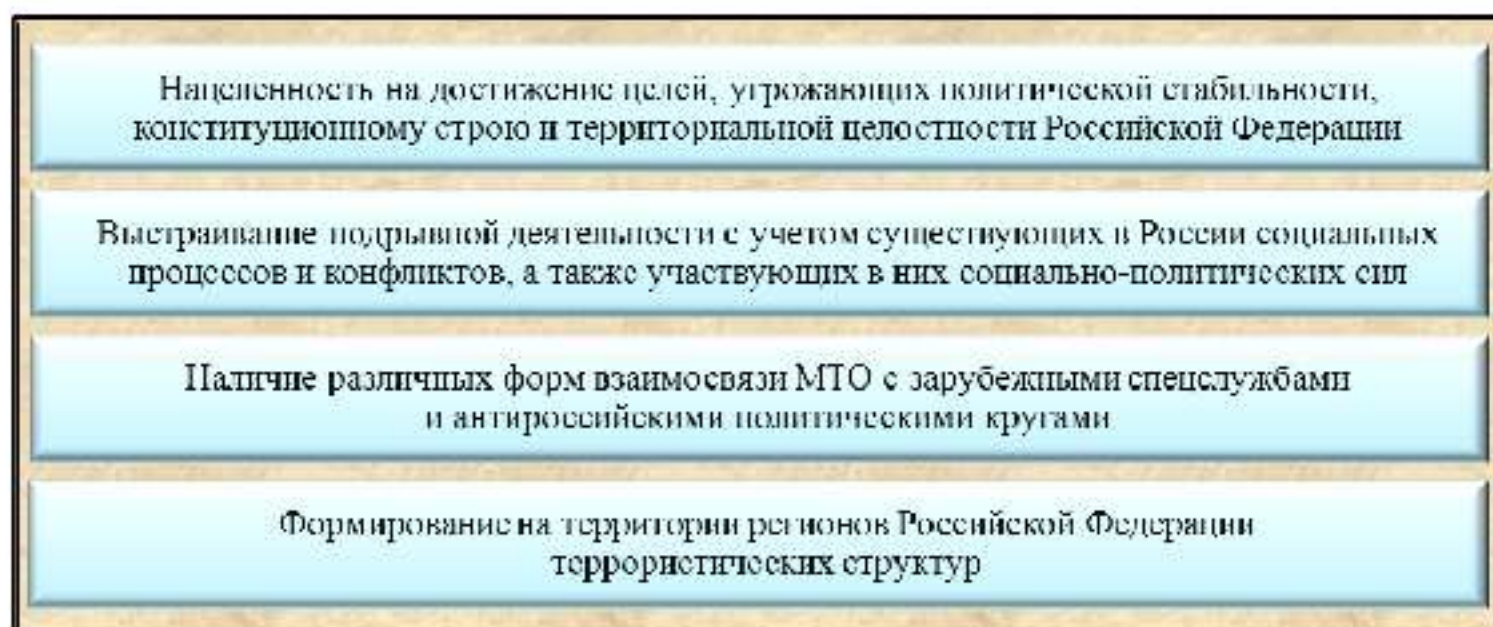 Нацеленность на достижение целей, угрожающих политической стабильности,
конституционному строю и территориальной целостности Российской Федерации
Выстраивание подрывной деятельности с учетом существующих в России социальных
процессов и конфликтов, а также участвующих в них социально-политических сил
Наличие различных форм взаимосвязи МТО с зарубежными спецслужбами
и антироссийскими политическими кругами
Формирование на территории регионов Российской Федерации
террористических структур